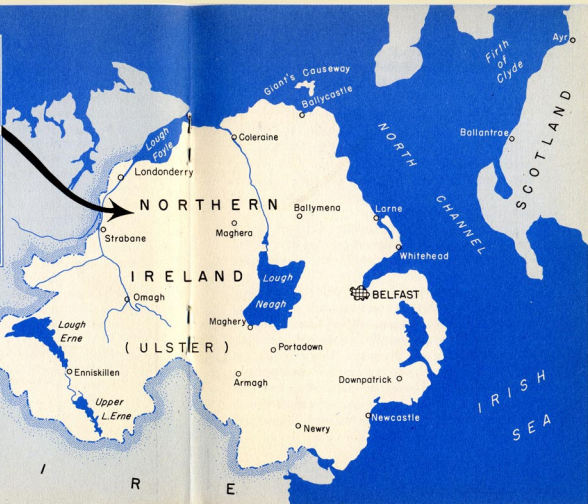 Ayr
Firth
of
Clyde
SCOTLAND
Ballantrae
Giant's Causeway
Ballycastle
NORTH
CHANNEL
Coleraine
Lough
Foyle
Londonderry
NORTHERN
Ballymena
Larne
Maghera
Strabane
Whitehead
IRELAND
Lough
Neagh
BELFAST
Omagh
Maghery
Lough
Erne
(ULSTER)
Portadown
Enniskillen
Armagh
Downpatrick
Upper
L.Erne
Newcastle
Newry
IRISH
SEA
I R E